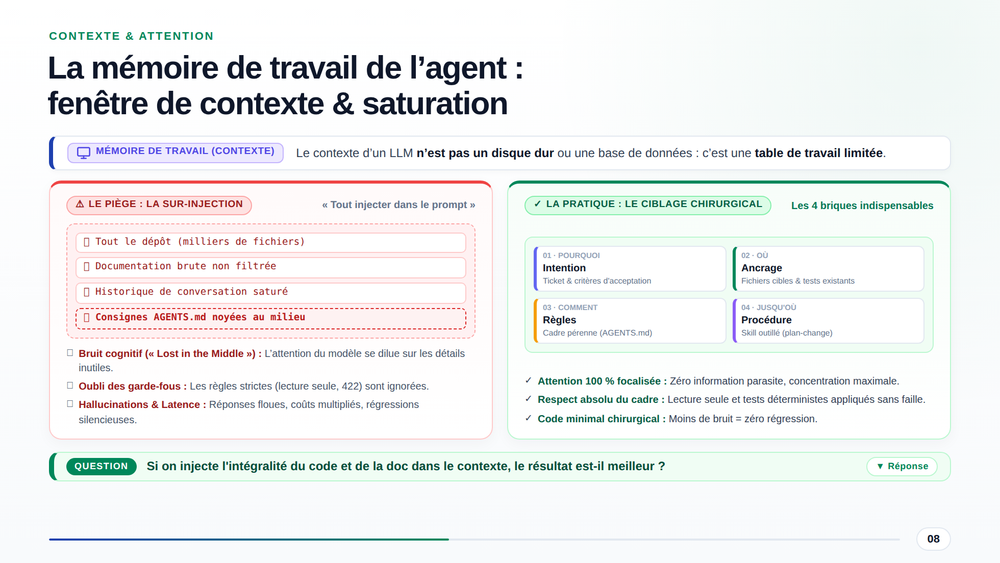 CONTEXTE & ATTENTION
La mémoire de travail de l’agent :
fenêtre de contexte & saturation
MÉMOIRE DE TRAVAIL (CONTEXTE)
Le contexte d’un LLM n’est pas un disque dur ou une base de données : c’est une table de travail limitée.
⚠ LE PIÈGE : LA SUR-INJECTION
« Tout injecter dans le prompt »
Tout le dépôt (milliers de fichiers)
Documentation brute non filtrée
Historique de conversation saturé
Consignes AGENTS.md noyées au milieu
Bruit cognitif (« Lost in the Middle ») : L’attention du modèle se dilue sur les détails
inutiles.
Oubli des garde-fous : Les règles strictes (lecture seule, 422) sont ignorées.
Hallucinations & Latence : Réponses floues, coûts multipliés, régressions
silencieuses.
✓ LA PRATIQUE : LE CIBLAGE CHIRURGICAL
Les 4 briques indispensables
01 · POURQUOI
Intention
Ticket & critères d'acceptation
02 · OÙ
Ancrage
Fichiers cibles & tests existants
03 · COMMENT
Règles
Cadre pérenne (AGENTS.md)
04 · JUSQU'OÙ
Procédure
Skill outillé (plan-change)
✓ Attention 100 % focalisée : Zéro information parasite, concentration maximale.
✓ Respect absolu du cadre : Lecture seule et tests déterministes appliqués sans faille.
✓ Code minimal chirurgical : Moins de bruit = zéro régression.
QUESTION
Si on injecte l'intégralité du code et de la doc dans le contexte, le résultat est-il meilleur ?
▼ Réponse
08